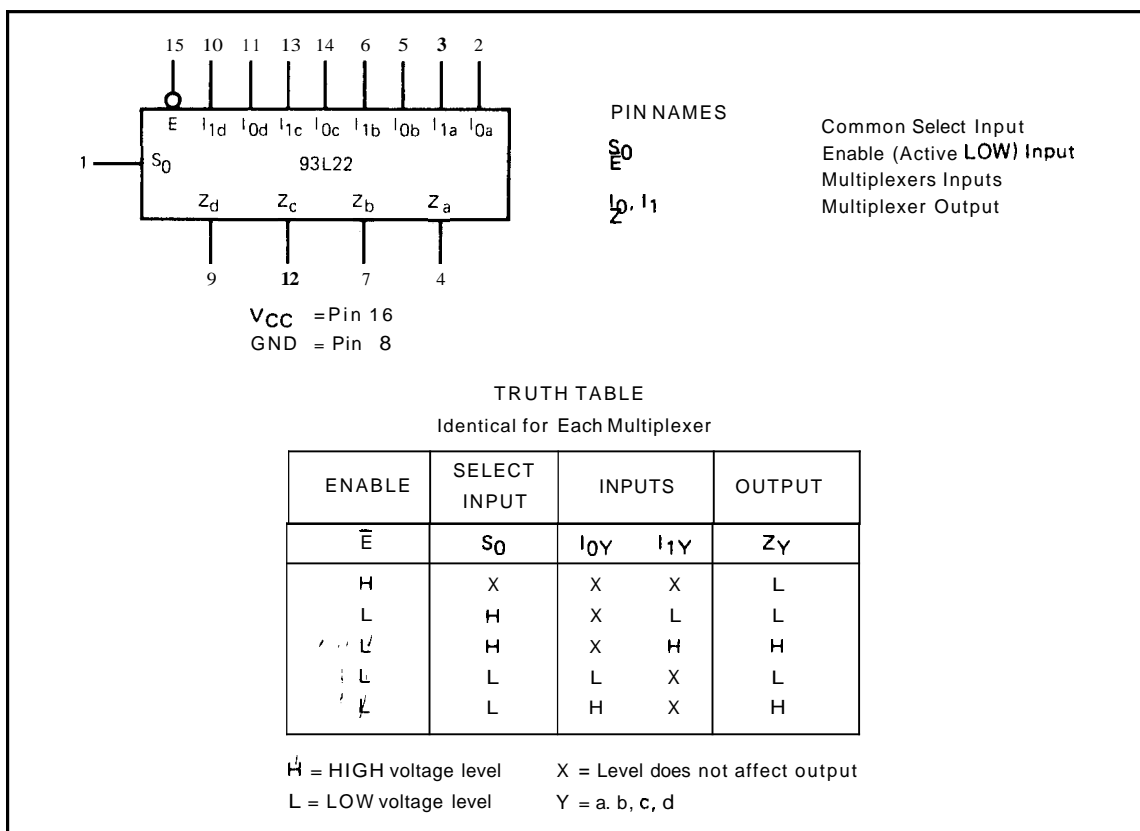 15 10 11 13 14 6 5 3 2
E I1d I0d I1c I0c I1b I0b I1a I0a
1 S0 93L22
Zd Zc Zb Za
9 12 7 4
VCC = Pin 16
GND = Pin 8
PIN NAMES
S0 Common Select Input
E̅ Enable (Active LOW) Input
I0, I1 Multiplexers Inputs
Z Multiplexer Output
TRUTH TABLE
Identical for Each Multiplexer
ENABLE SELECT INPUT INPUTS OUTPUT
E̅ S0 I0Y I1Y ZY
H X X X L
L H X L L
L H X H H
L L L X L
L L H X H
H = HIGH voltage level X = Level does not affect output
L = LOW voltage level Y = a. b, c, d